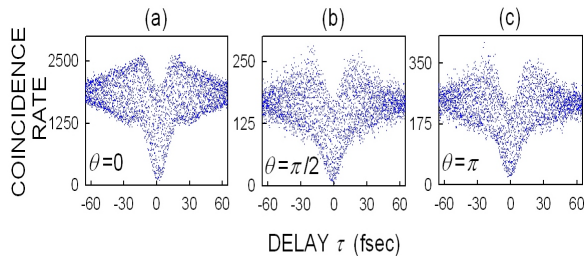 (a) (b) (c)
COINCIDENCE
RATE
2500
1250
0
θ=0
-60 -30 0 30 60
250
125
0
θ=π/2
-60 -30 0 30 60
350
175
0
θ=π
-60 -30 0 30 60
DELAY τ (fsec)